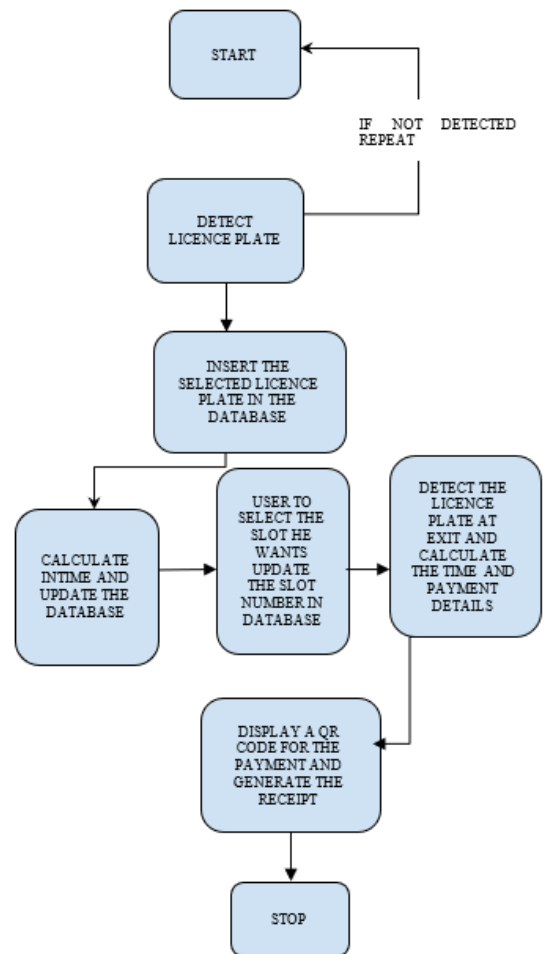 START
IF NOT DETECTED
REPEAT
DETECT
LICENCE PLATE
INSERT THE
SELECTED LICENCE
PLATE IN THE
DATABASE
CALCULATE
INTIME AND
UPDATE THE
DATABASE
USER TO
SELECT THE
SLOT HE
WANTS
UPDATE
THE SLOT
NUMBER IN
DATABASE
DETECT THE
LICENCE
PLATE AT
EXIT AND
CALCULATE
THE TIME AND
PAYMENT
DETAILS
DISPLAY A QR
CODE FOR THE
PAYMENT AND
GENERATE THE
RECEIPT
STOP